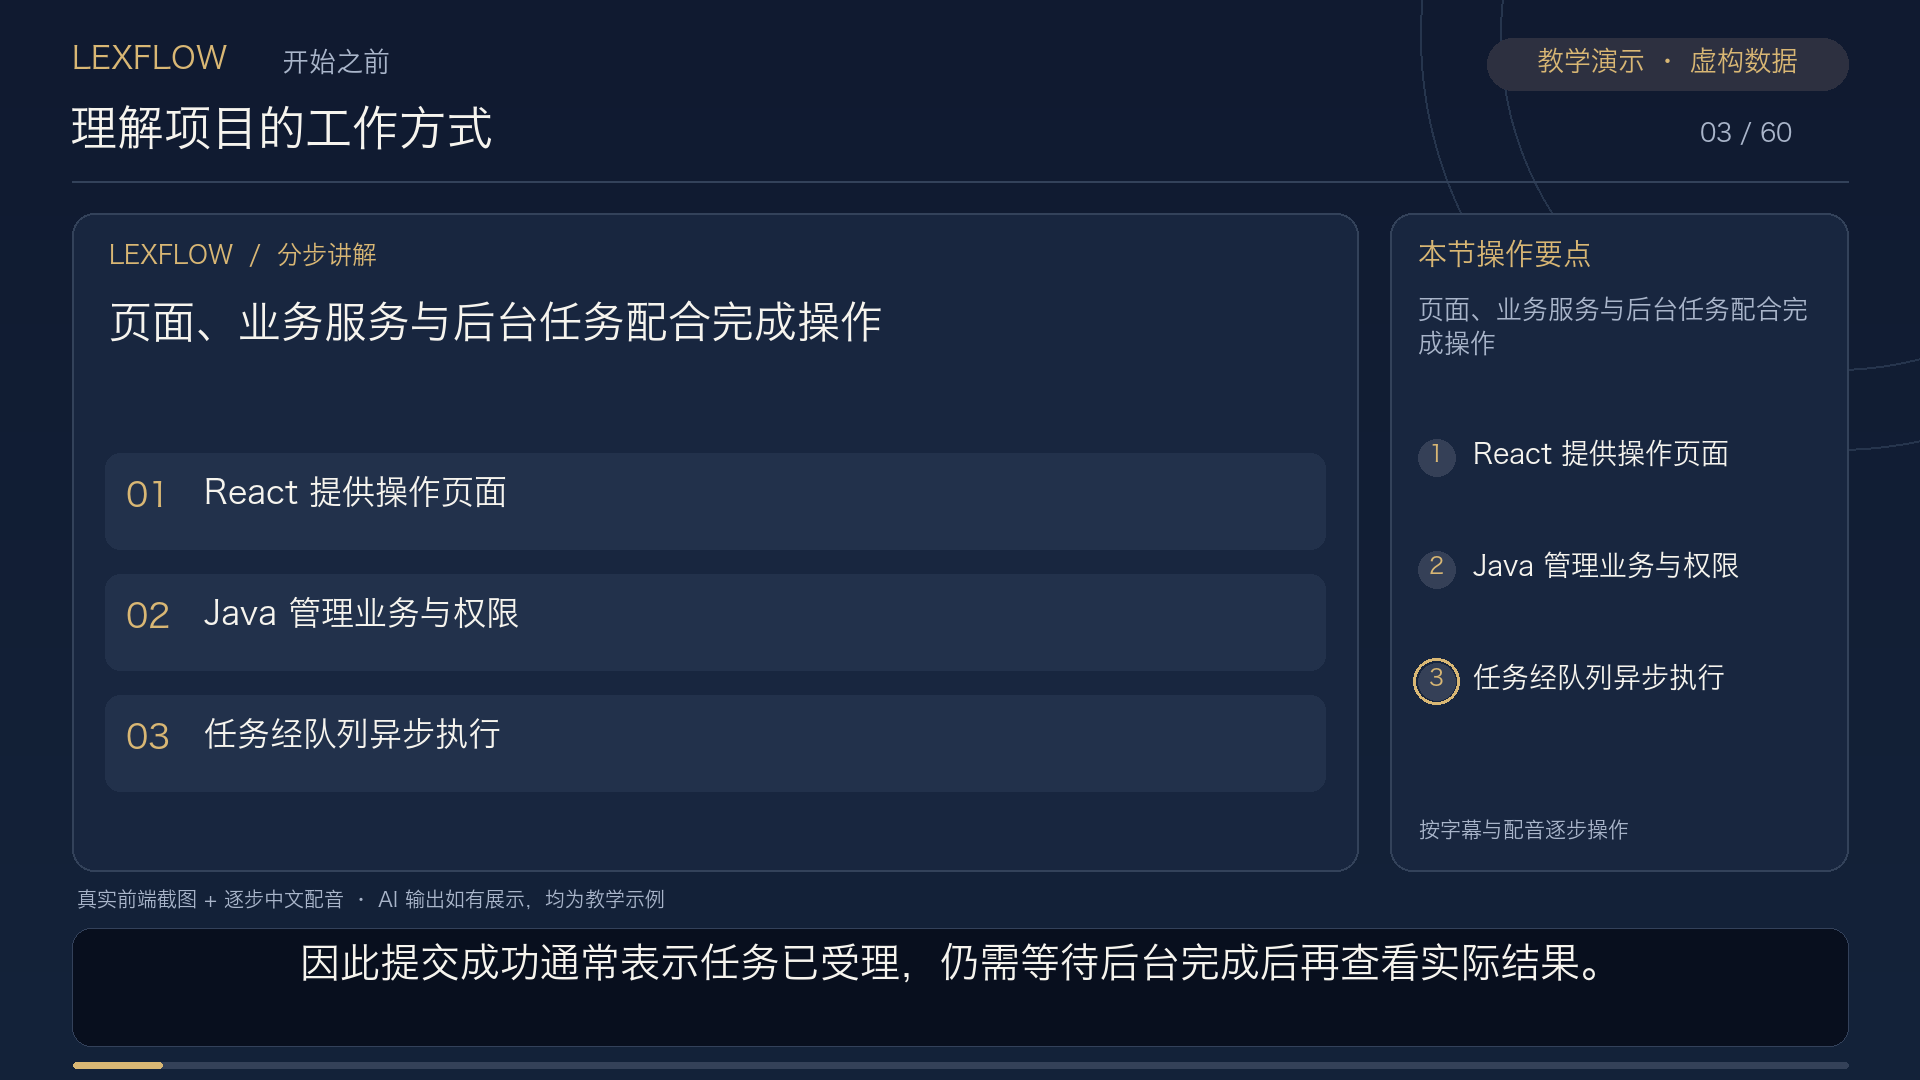 LEXFLOW 开始之前
教学演示 · 虚构数据
理解项目的工作方式
03 / 60
LEXFLOW / 分步讲解
页面、业务服务与后台任务配合完成操作
01 React 提供操作页面
02 Java 管理业务与权限
03 任务经队列异步执行
本节操作要点
页面、业务服务与后台任务配合完
成操作
1 React 提供操作页面
2 Java 管理业务与权限
3 任务经队列异步执行
按字幕与配音逐步操作
真实前端截图 + 逐步中文配音 · AI 输出如有展示，均为教学示例
因此提交成功通常表示任务已受理，仍需等待后台完成后再查看实际结果。